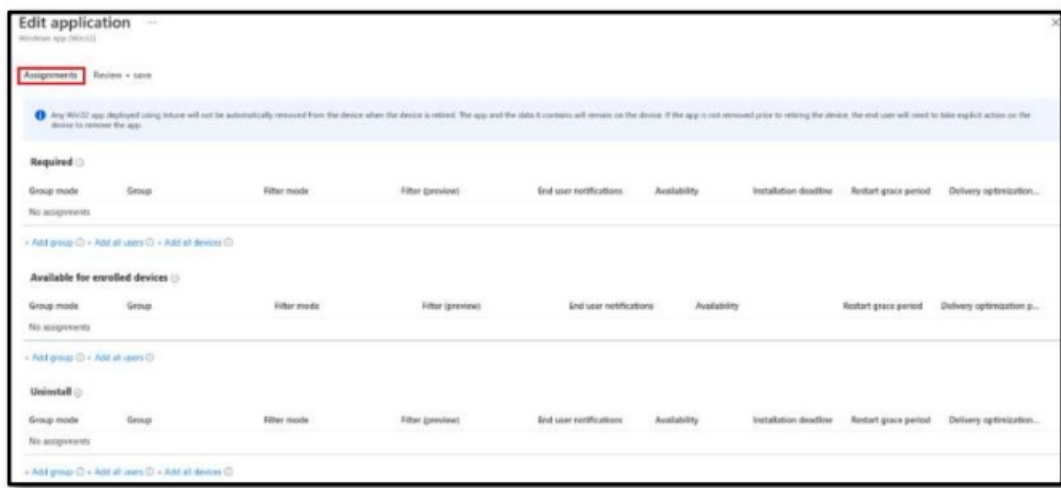 Edit application ...
Windows app (Win32)
Assignments Review + save
Any Win32 app deployed using Intune will not be automatically removed from the device when the device is retired. The app and the data it contains will remain on the device. If the app is not removed prior to retiring the device, the end user will need to take explicit action on the
device to remove the app.
Required
Group mode Group Filter mode Filter (preview) End user notifications Availability Installation deadline Restart grace period Delivery optimization...
No assignments
+ Add group + Add all users + Add all devices
Available for enrolled devices
Group mode Group Filter mode Filter (preview) End user notifications Availability Restart grace period Delivery optimization p...
No assignments
+ Add group + Add all users
Uninstall
Group mode Group Filter mode Filter (preview) End user notifications Availability Installation deadline Restart grace period Delivery optimization...
No assignments
+ Add group + Add all users + Add all devices